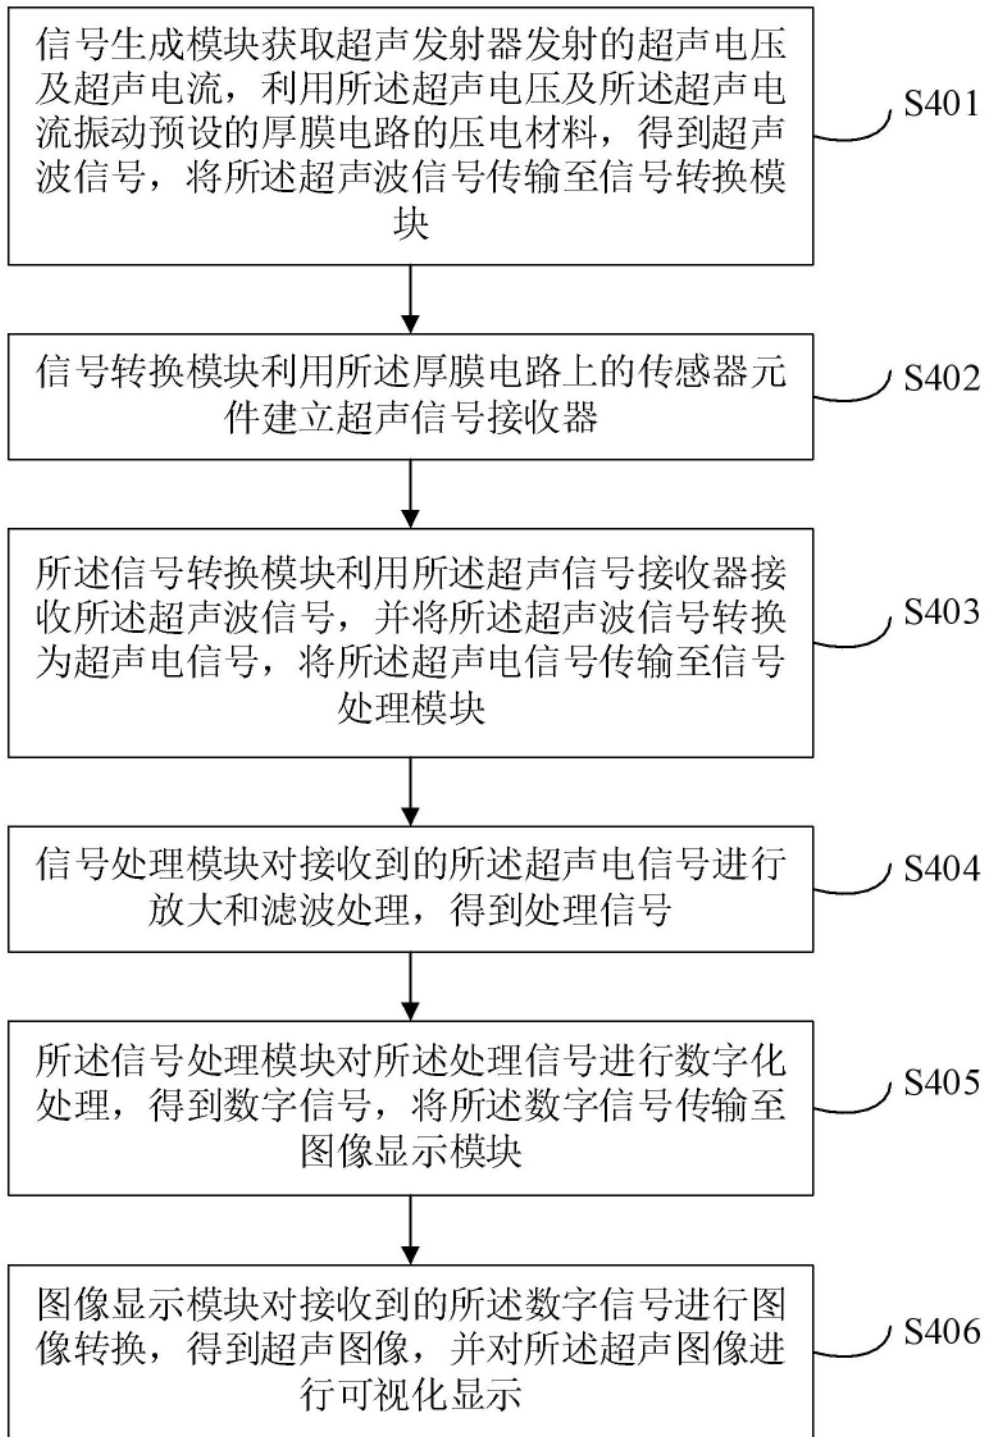 信号生成模块获取超声发射器发射的超声电压
及超声电流，利用所述超声电压及所述超声电
流振动预设的厚膜电路的压电材料，得到超声
波信号，将所述超声波信号传输至信号转换模
块
S401
信号转换模块利用所述厚膜电路上的传感器元
件建立超声信号接收器
S402
所述信号转换模块利用所述超声信号接收器接
收所述超声波信号，并将所述超声波信号转换
为超声电信号，将所述超声电信号传输至信号
处理模块
S403
信号处理模块对接收到的所述超声电信号进行
放大和滤波处理，得到处理信号
S404
所述信号处理模块对所述处理信号进行数字化
处理，得到数字信号，将所述数字信号传输至
图像显示模块
S405
图像显示模块对接收到的所述数字信号进行图
像转换，得到超声图像，并对所述超声图像进
行可视化显示
S406